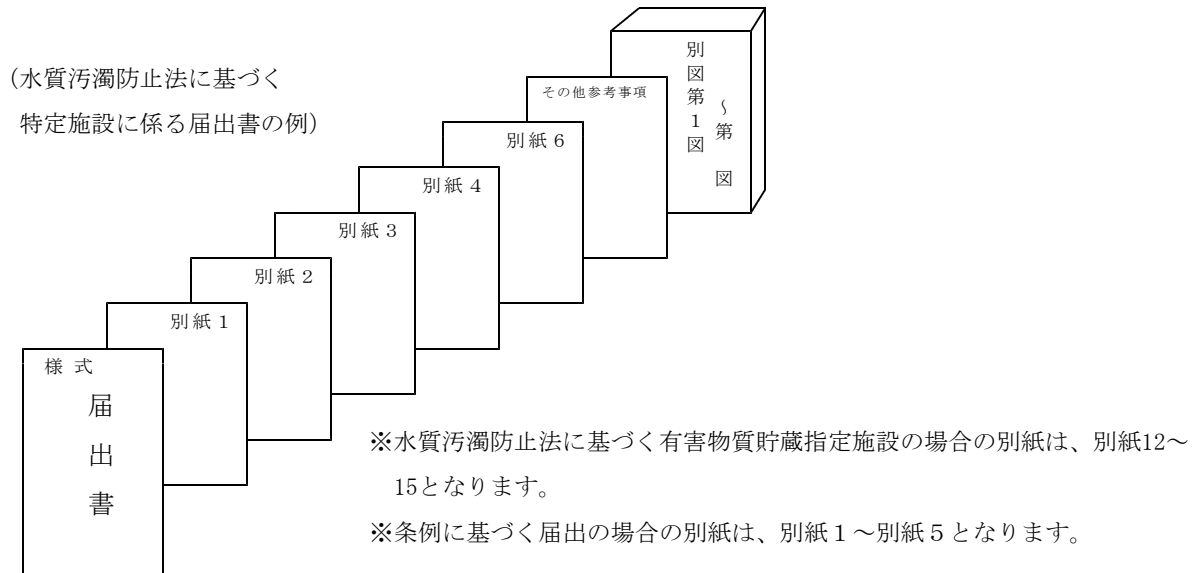 (水質汚濁防止法に基づく
特定施設に係る届出書の例)
様式
届出書
別紙１
別紙２
別紙３
別紙４
別紙６
その他参考事項
別図第１図
～第　図
※水質汚濁防止法に基づく有害物質貯蔵指定施設の場合の別紙は、別紙12～
15となります。
※条例に基づく届出の場合の別紙は、別紙１～別紙５となります。